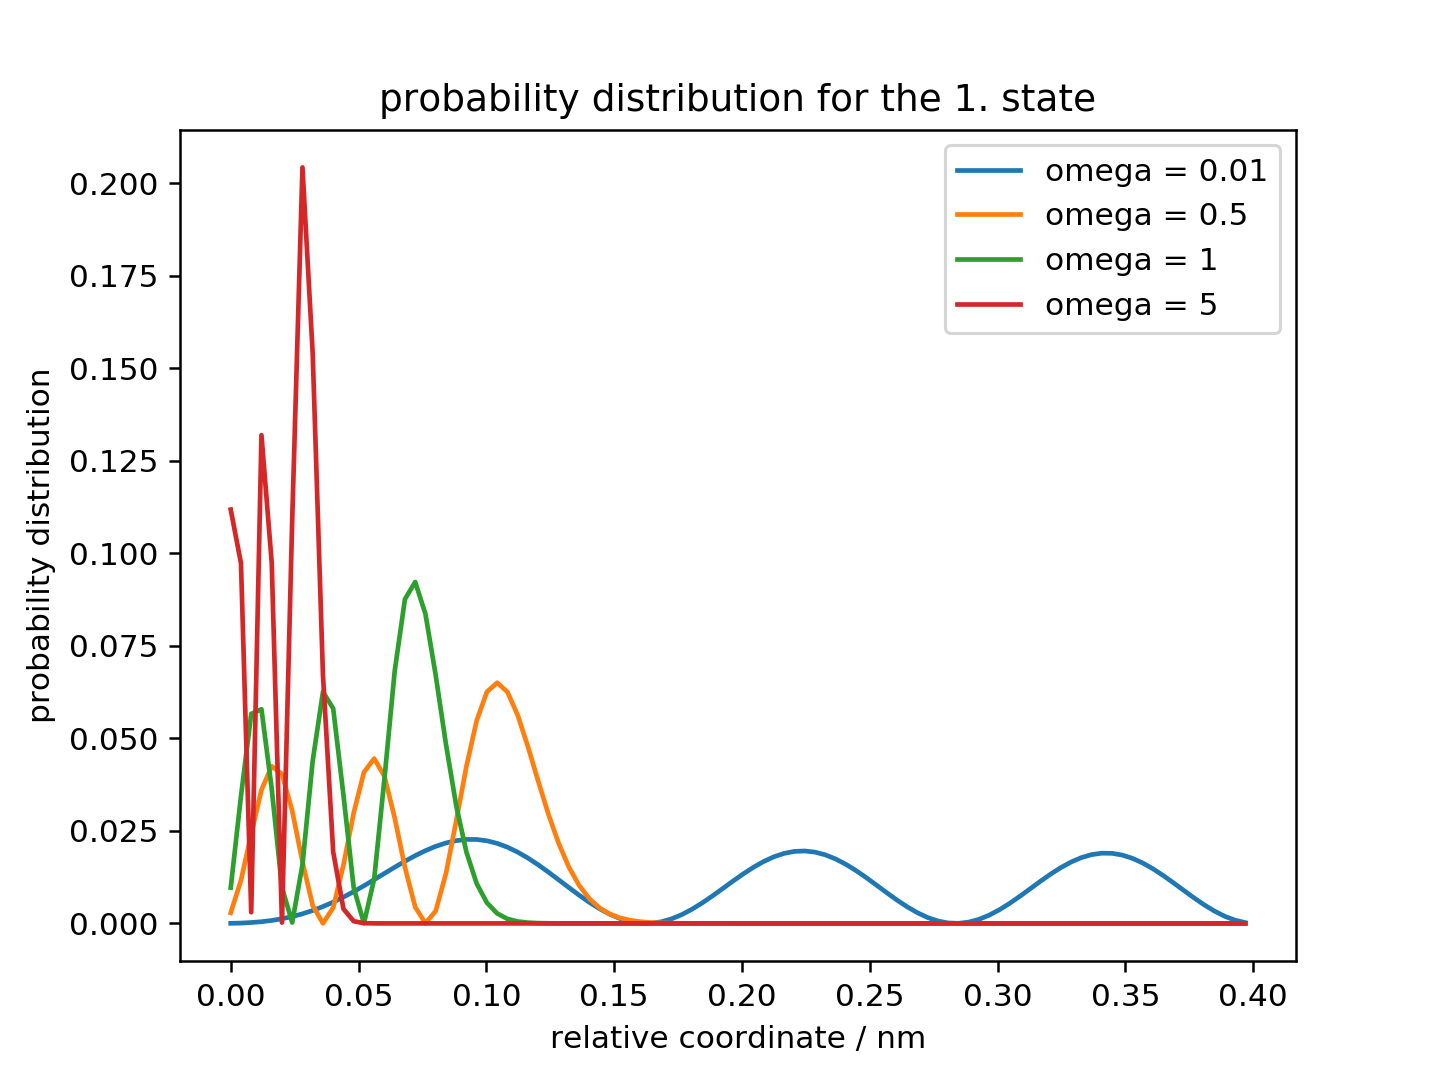 probability distribution for the 1. state
omega = 0.01
omega = 0.5
omega = 1
omega = 5
probability distribution
0.200
0.175
0.150
0.125
0.100
0.075
0.050
0.025
0.000
0.00 0.05 0.10 0.15 0.20 0.25 0.30 0.35 0.40
relative coordinate / nm